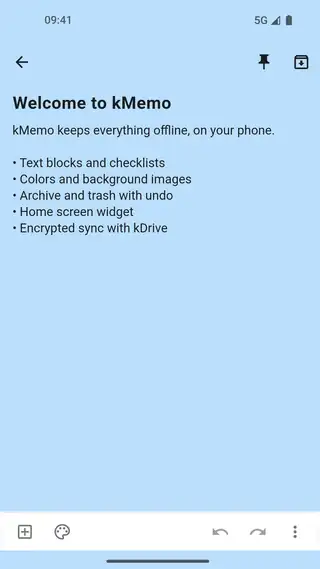 09:41
5G
Welcome to kMemo
kMemo keeps everything offline, on your phone.
• Text blocks and checklists
• Colors and background images
• Archive and trash with undo
• Home screen widget
• Encrypted sync with kDrive